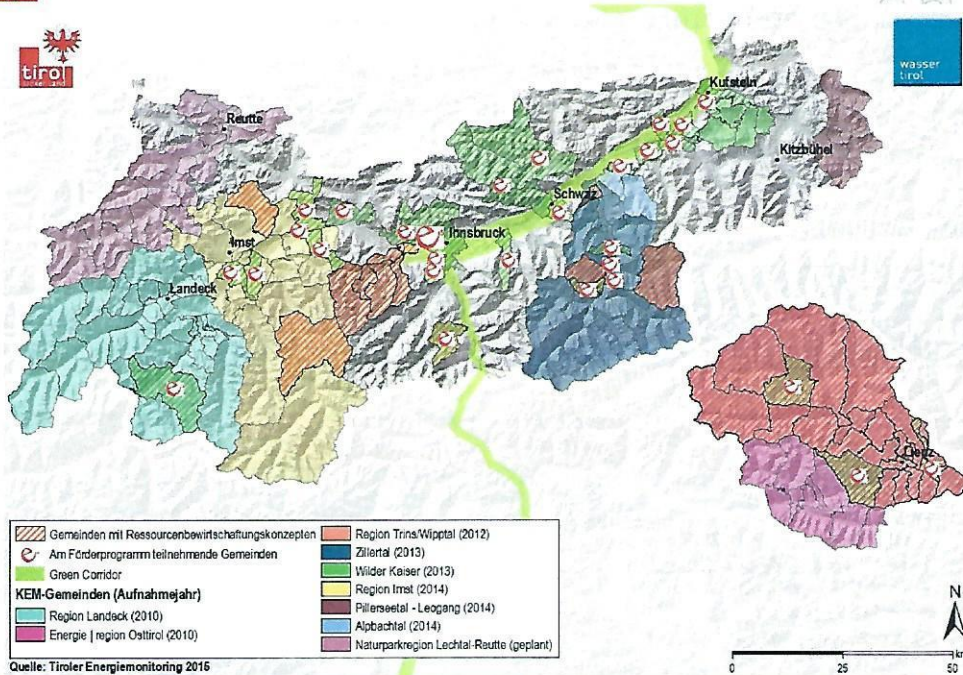 tirol
wasser
tirol
Kufstein
Reutte
Kitzbühel
Schwaz
Imst
Innsbruck
Landeck
Lienz
Gemeinden mit Ressourcenbewirtschaftungskonzepten
Am Förderprogramm teilnehmende Gemeinden
Green Corridor
KEM-Gemeinden (Aufnahmejahr)
Region Landeck (2010)
Energie | region Osttirol (2010)
Region Trins/Wipptal (2012)
Zillertal (2013)
Wilder Kaiser (2013)
Region Imst (2014)
Pillerseetal - Leogang (2014)
Alpbachtal (2014)
Naturparkregion Lechtal-Reutte (geplant)
N
km
0 25 50
Quelle: Tiroler Energiemonitoring 2015